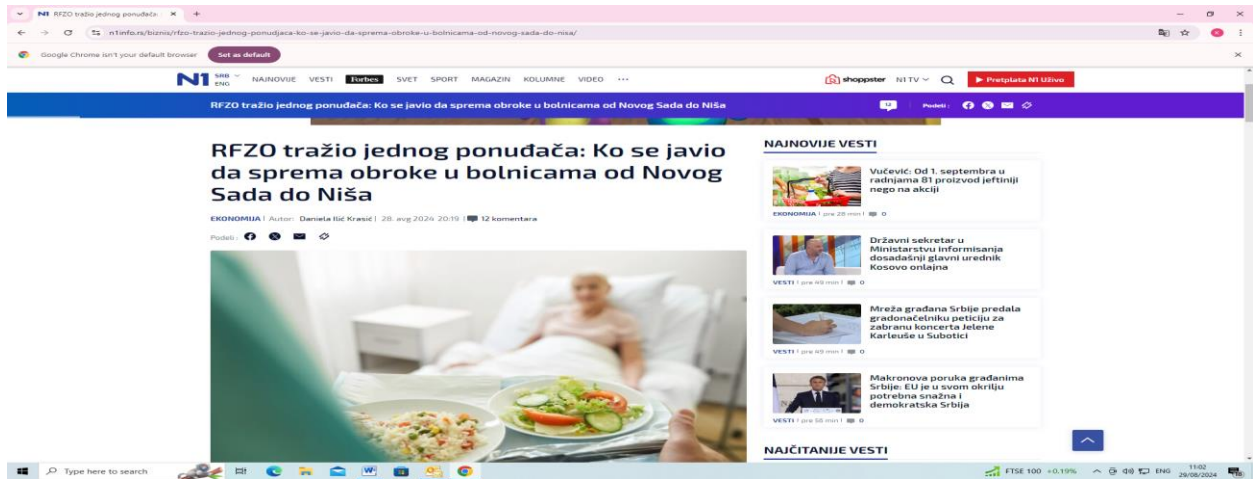 N1 RFZO tražio jednog ponuđača:
n1info.rs/biznis/rfzo-trazio-jednog-ponudjaca-ko-se-javio-da-sprema-obroke-u-bolnicama-od-novog-sada-do-nisa/
Google Chrome isn't your default browser Set as default
N1 SRB ENG NAJNOVIJE VESTI Forbes SVET SPORT MAGAZIN KOLUMNE VIDEO ... shoppster N1 TV Pretplata N1 Uživo
RFZO tražio jednog ponuđača: Ko se javio da sprema obroke u bolnicama od Novog Sada do Niša 12 Podeli:
RFZO tražio jednog ponuđača: Ko se javio
da sprema obroke u bolnicama od Novog
Sada do Niša
EKONOMIJA | Autor: Daniela Ilić Krasić | 28. avg 2024 20:19 | 12 komentara
Podeli:
NAJNOVIJE VESTI
Vučević: Od 1. septembra u
radnjama 81 proizvod jeftiniji
nego na akciji
EKONOMIJA | pre 28 min | 0
Državni sekretar u
Ministarstvu informisanja
dosadašnji glavni urednik
Kosovo onlajna
VESTI | pre 49 min | 0
Mreža građana Srbije predala
gradonačelniku peticiju za
zabranu koncerta Jelene
Karleuše u Subotici
VESTI | pre 49 min | 0
Makronova poruka građanima
Srbije: EU je u svom okrilju
potrebna snažna i
demokratska Srbija
VESTI | pre 58 min | 0
NAJČITANIJE VESTI
Type here to search FTSE 100 +0.19% ENG 11:02
29/08/2024